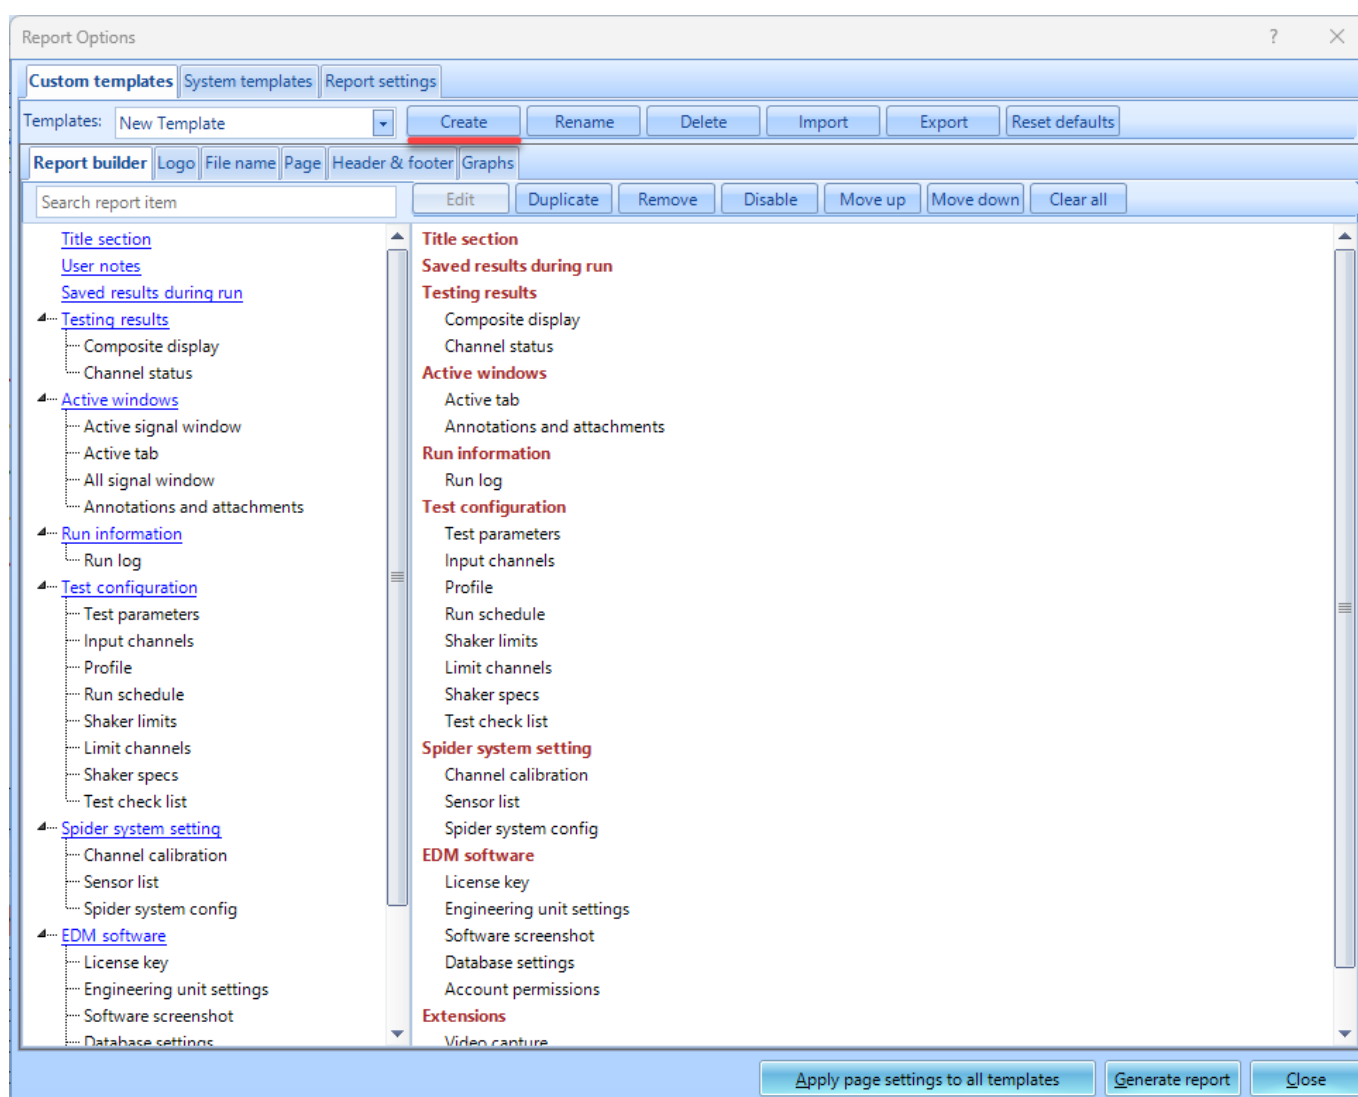 Report Options
Custom templates System templates Report settings
Templates: New Template Create Rename Delete Import Export Reset defaults
Report builder Logo File name Page Header & footer Graphs
Search report item Edit Duplicate Remove Disable Move up Move down Clear all
Title section
User notes
Saved results during run
Testing results
Composite display
Channel status
Active windows
Active signal window
Active tab
All signal window
Annotations and attachments
Run information
Run log
Test configuration
Test parameters
Input channels
Profile
Run schedule
Shaker limits
Limit channels
Shaker specs
Test check list
Spider system setting
Channel calibration
Sensor list
Spider system config
EDM software
License key
Engineering unit settings
Software screenshot
Database settings
Title section
Saved results during run
Testing results
Composite display
Channel status
Active windows
Active tab
Annotations and attachments
Run information
Run log
Test configuration
Test parameters
Input channels
Profile
Run schedule
Shaker limits
Limit channels
Shaker specs
Test check list
Spider system setting
Channel calibration
Sensor list
Spider system config
EDM software
License key
Engineering unit settings
Software screenshot
Database settings
Account permissions
Extensions
Video capture
Apply page settings to all templates Generate report Close